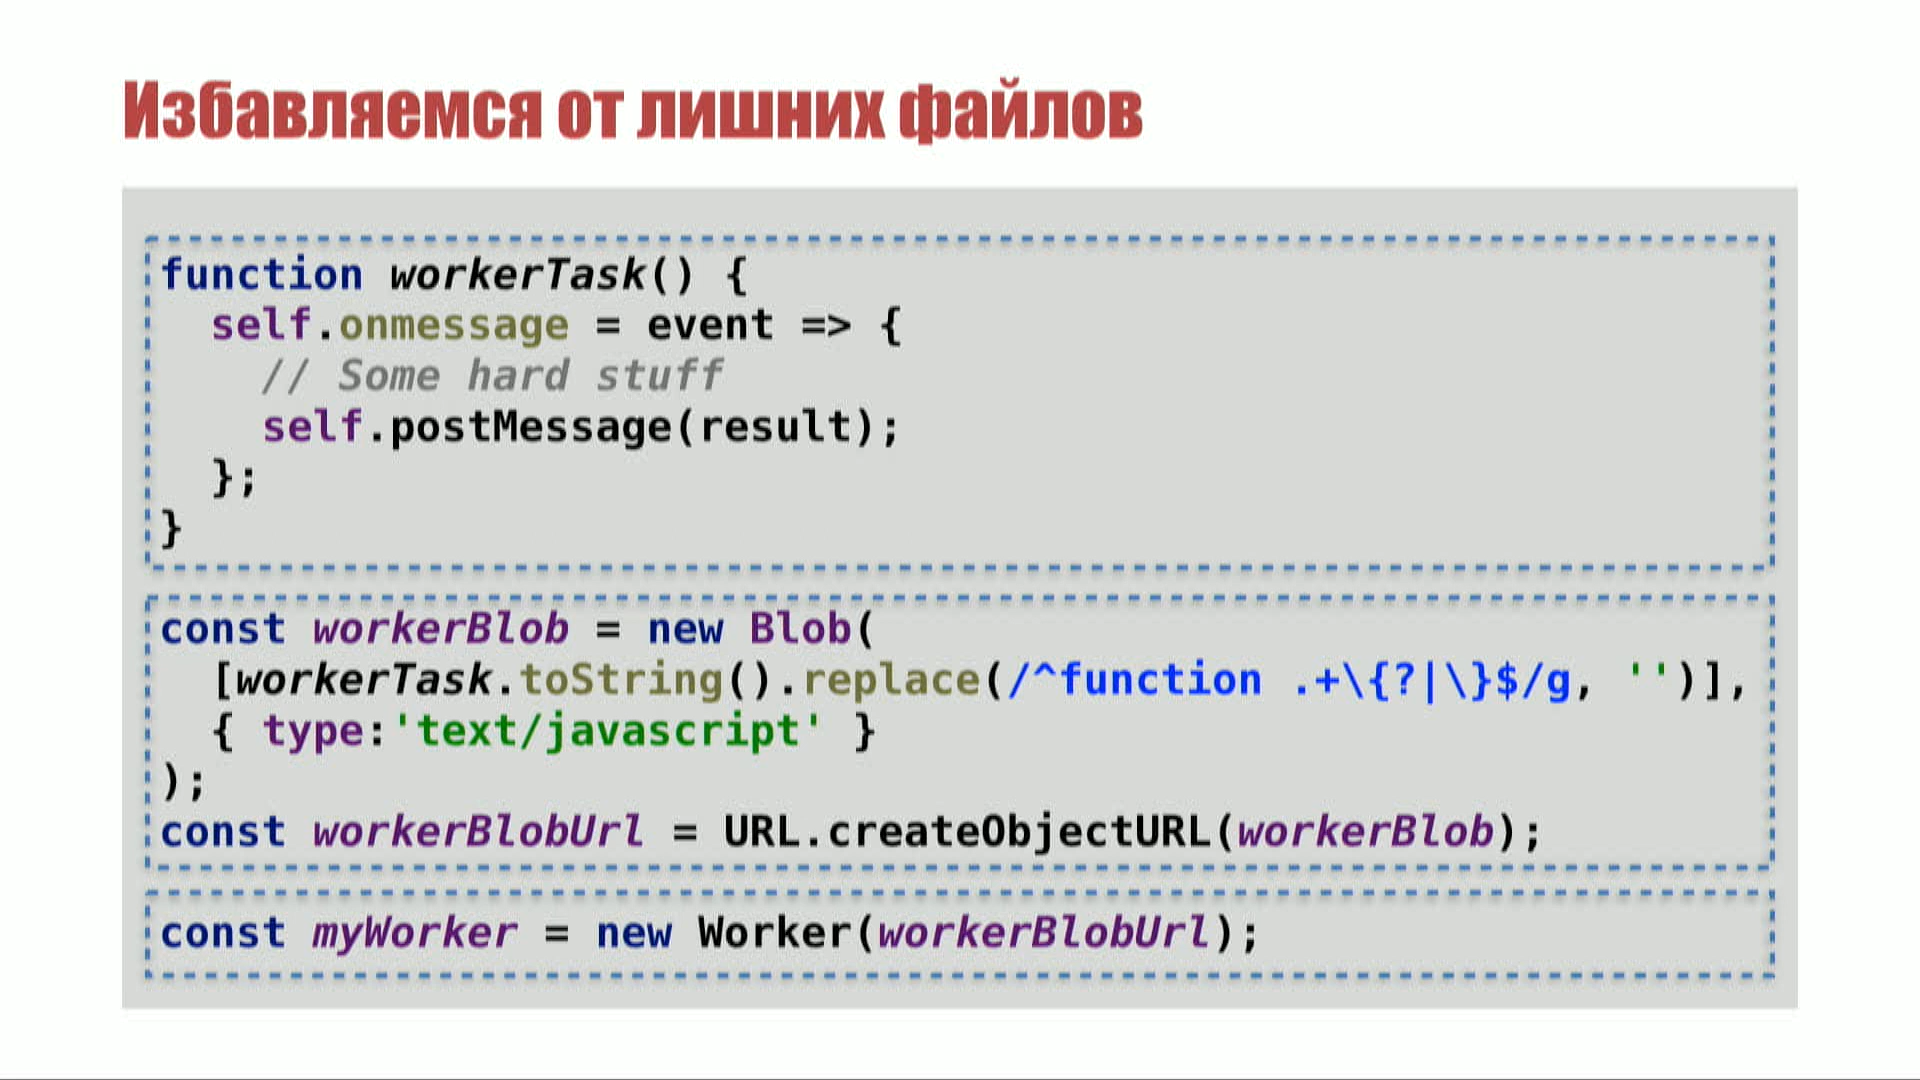 Избавляемся от лишних файлов
function workerTask() {
  self.onmessage = event => {
    // Some hard stuff
    self.postMessage(result);
  };
}
const workerBlob = new Blob(
  [workerTask.toString().replace(/^function .+\{?|\}$/g, '')],
  { type:'text/javascript' }
);
const workerBlobUrl = URL.createObjectURL(workerBlob);
const myWorker = new Worker(workerBlobUrl);